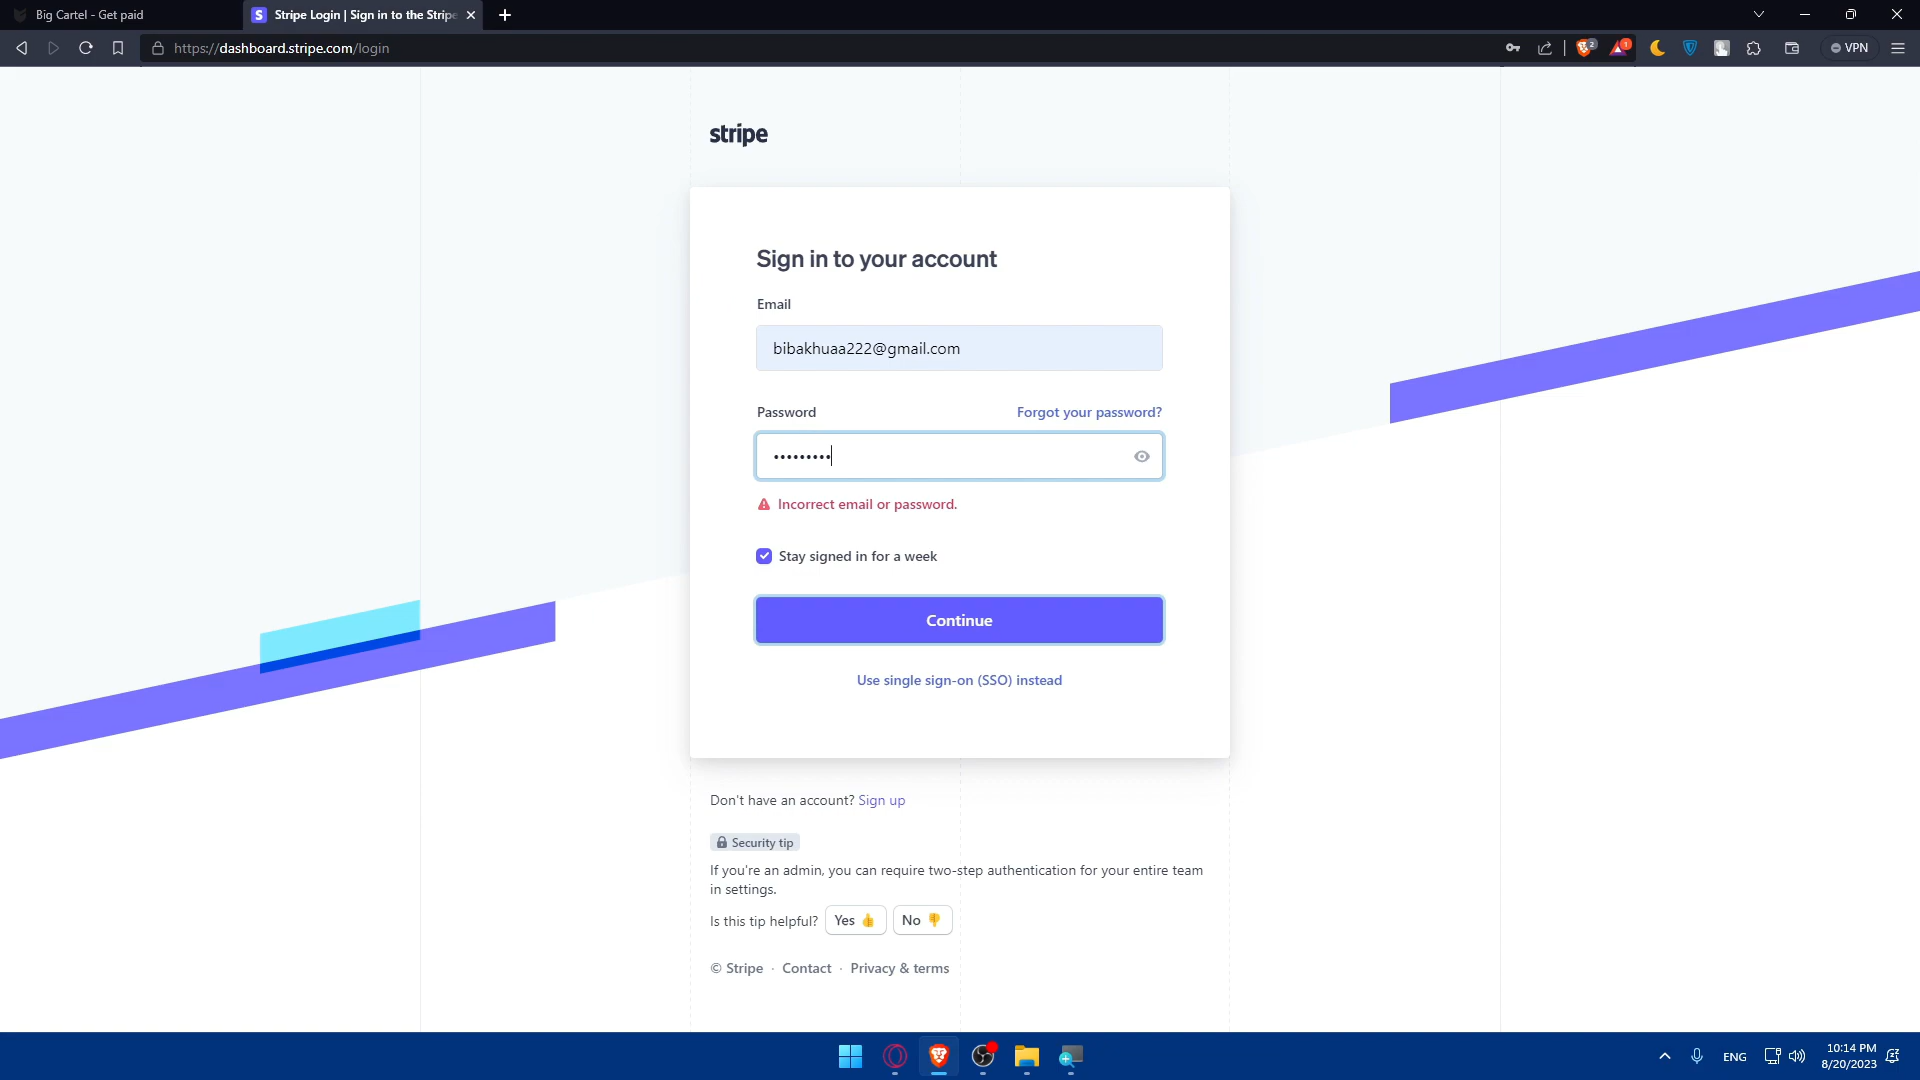 Big Cartel - Get paid
S Stripe Login | Sign in to the Stripe
https://dashboard.stripe.com/login
2
1
VPN
stripe
Sign in to your account
Email
bibakhuaa222@gmail.com
Password
Forgot your password?
•••••••••
Incorrect email or password.
Stay signed in for a week
Continue
Use single sign-on (SSO) instead
Don't have an account? Sign up
Security tip
If you're an admin, you can require two-step authentication for your entire team
in settings.
Is this tip helpful? Yes 👍 No 👎
© Stripe · Contact · Privacy & terms
ENG
10:14 PM
8/20/2023